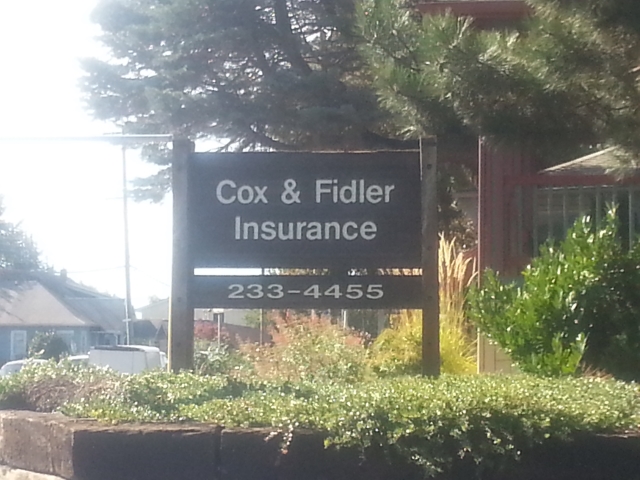 Cox & Fidler
Insurance
233-4455